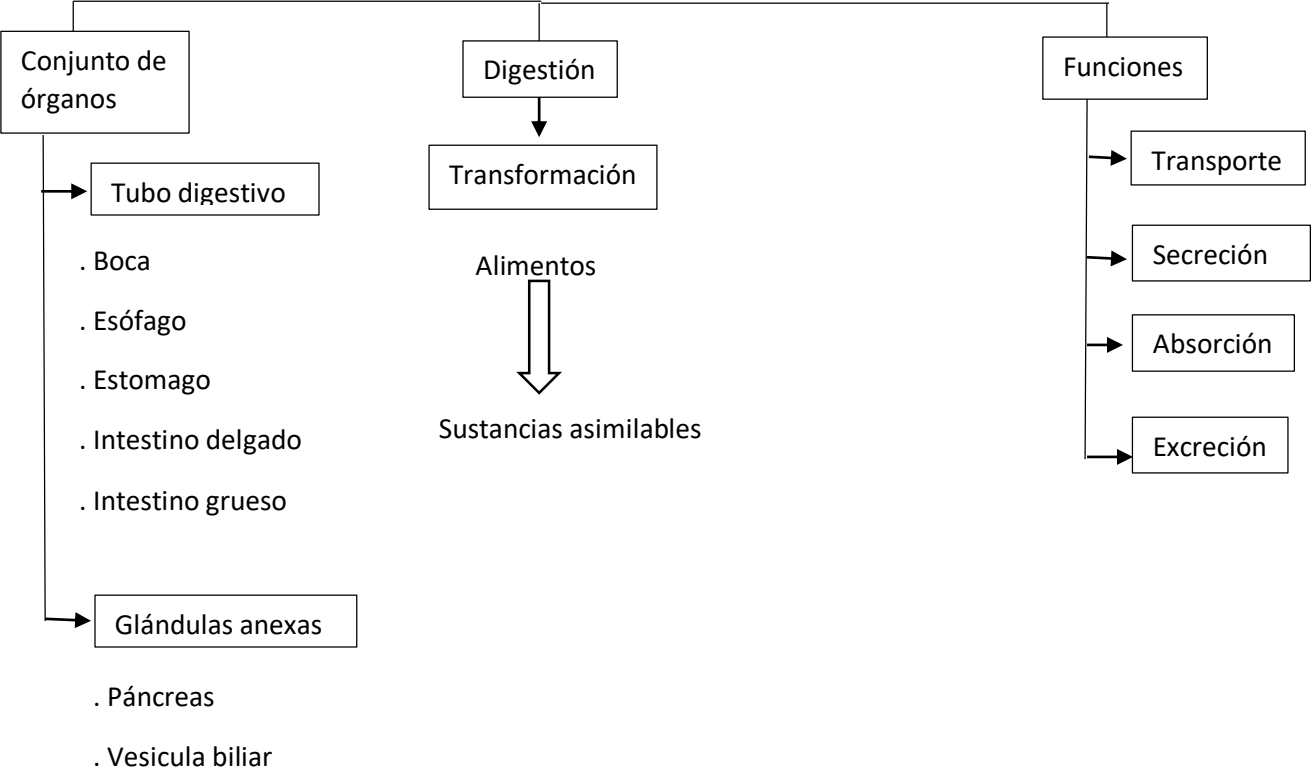 Conjunto de
órganos
Tubo digestivo
. Boca
. Esófago
. Estomago
. Intestino delgado
. Intestino grueso
Glándulas anexas
. Páncreas
. Vesicula biliar
Digestión
Transformación
Alimentos
Sustancias asimilables
Funciones
Transporte
Secreción
Absorción
Excreción